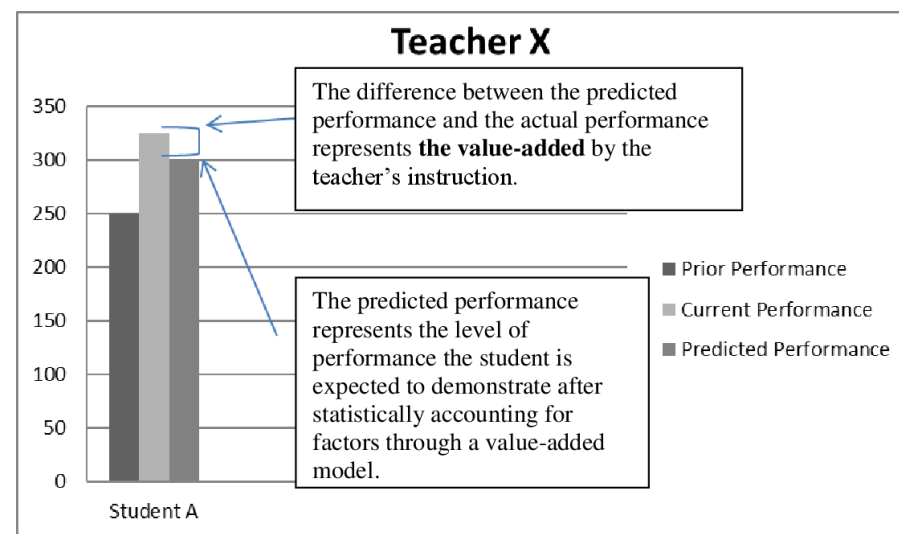 Teacher X
The difference between the predicted
performance and the actual performance
represents the value-added by the
teacher's instruction.
350
300
250
200
150
100
50
0
The predicted performance
represents the level of
performance the student is
expected to demonstrate after
statistically accounting for
factors through a value-added
model.
Prior Performance
Current Performance
Predicted Performance
Student A